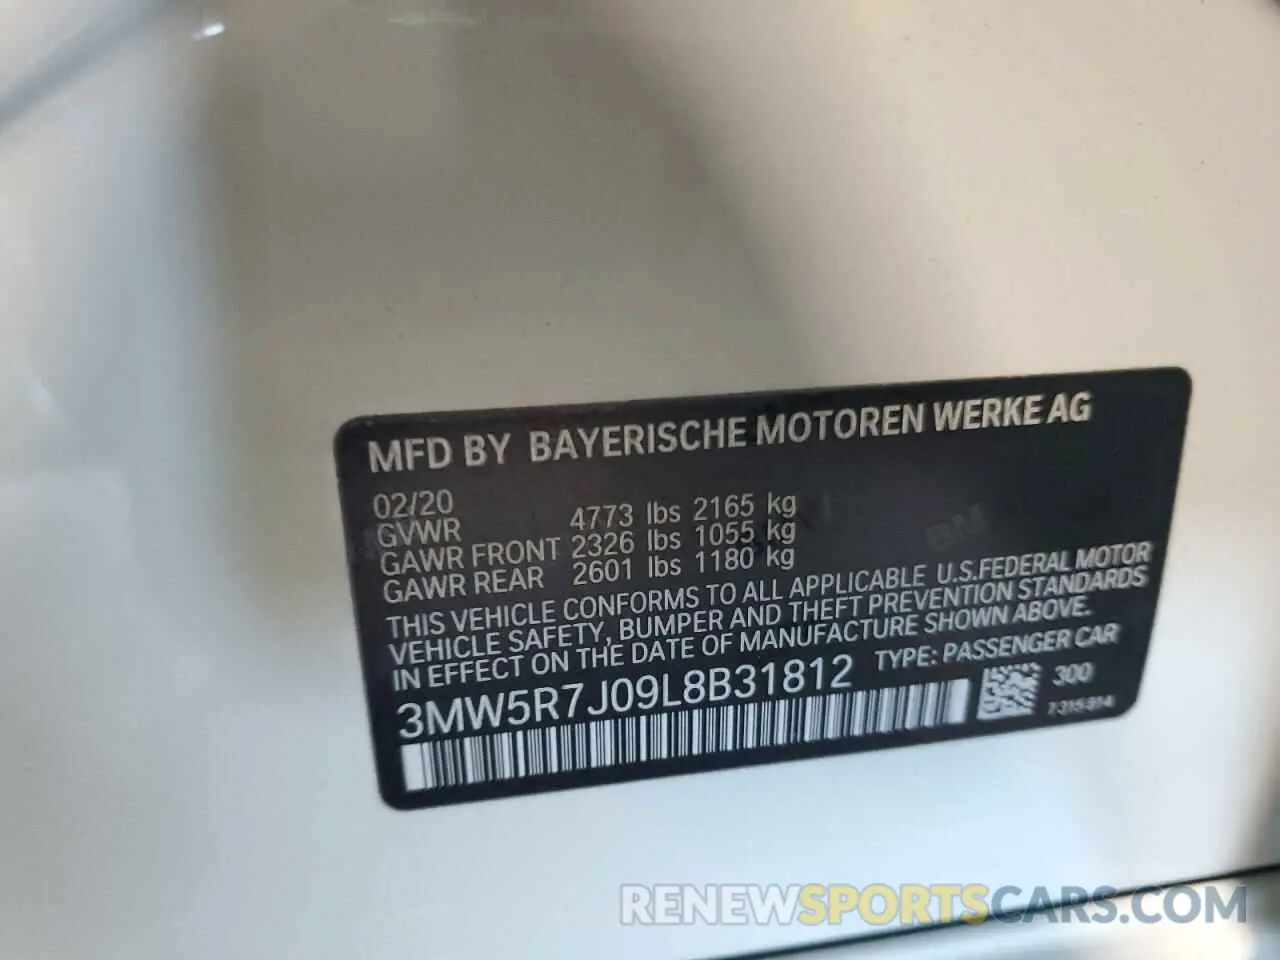 MFD BY BAYERISCHE MOTOREN WERKE AG
02/20
GVWR 4773 lbs 2165 kg
GAWR FRONT 2326 lbs 1055 kg
GAWR REAR 2601 lbs 1180 kg
THIS VEHICLE CONFORMS TO ALL APPLICABLE U.S.FEDERAL MOTOR
VEHICLE SAFETY, BUMPER AND THEFT PREVENTION STANDARDS
IN EFFECT ON THE DATE OF MANUFACTURE SHOWN ABOVE.
3MW5R7J09L8B31812 TYPE: PASSENGER CAR
300
7315814
RENEWSPORTSCARS.COM